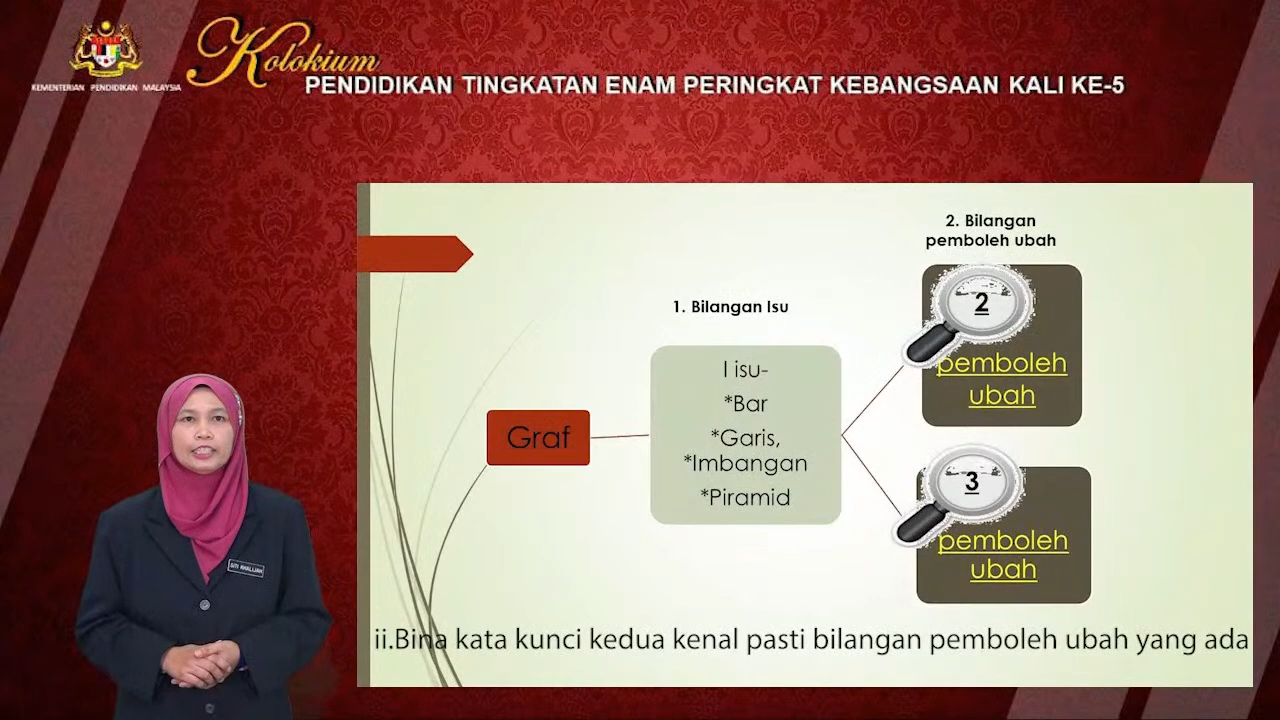 KEMENTERIAN PENDIDIKAN MALAYSIA
Kolokium
PENDIDIKAN TINGKATAN ENAM PERINGKAT KEBANGSAAN KALI KE-5
2. Bilangan
pemboleh ubah
2
pemboleh
ubah
1. Bilangan Isu
I isu-
*Bar
*Garis,
*Imbangan
*Piramid
Graf
3
pemboleh
ubah
SITI KHALIJAH
ii.Bina kata kunci kedua kenal pasti bilangan pemboleh ubah yang ada